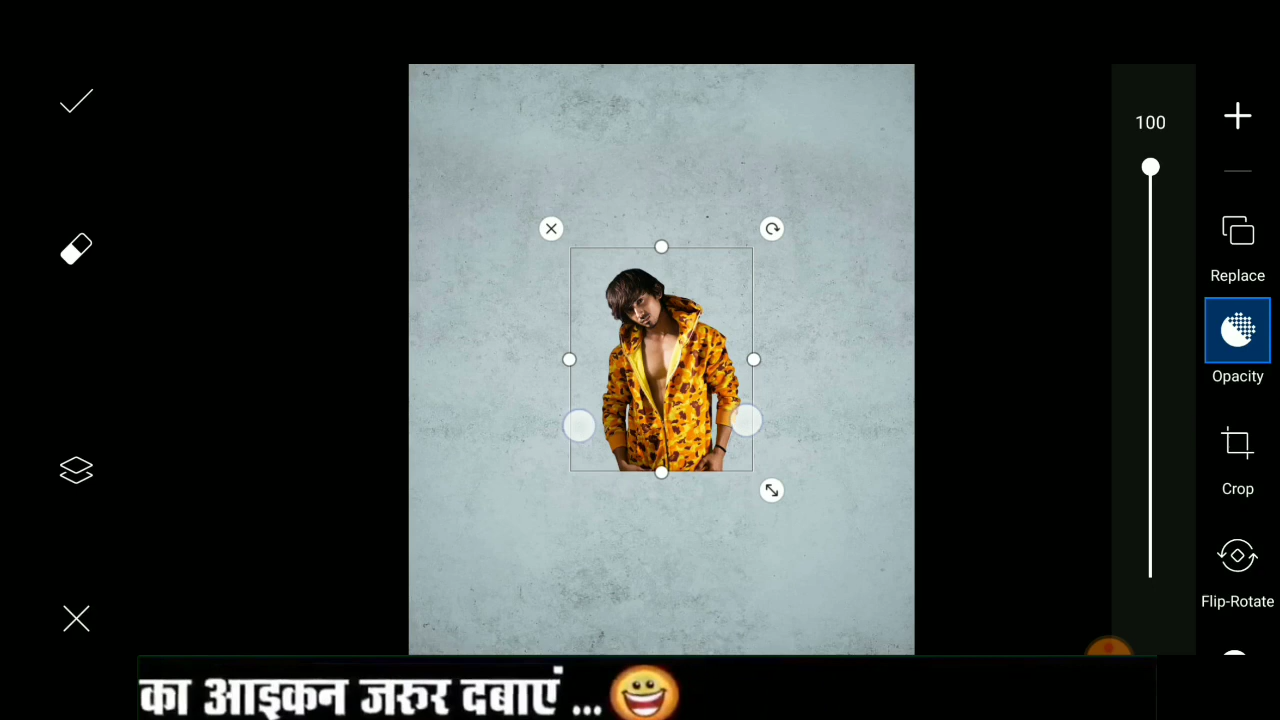 100
Replace
Opacity
Crop
Flip-Rotate
का आइकन जरूर दबाएं ...